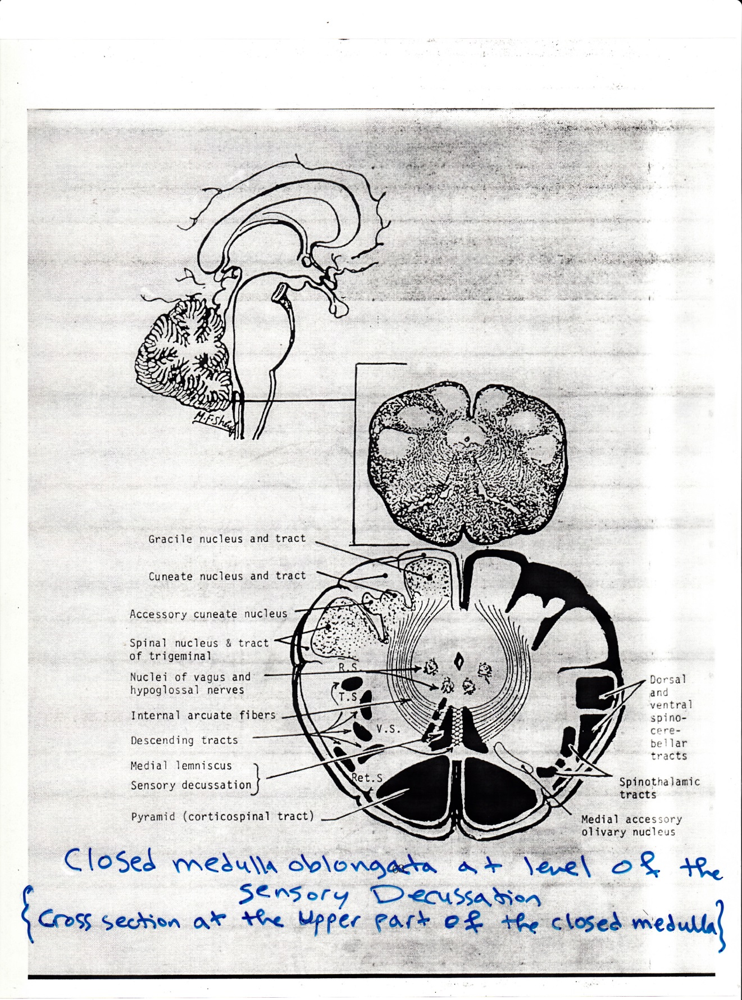 M.F.Shea
Gracile nucleus and tract
Cuneate nucleus and tract
Accessory cuneate nucleus
Spinal nucleus & tract
of trigeminal
R.S.
Nuclei of vagus and
hypoglossal nerves
T.S
Internal arcuate fibers
V.S.
Descending tracts
Medial lemniscus
Sensory decussation
Ret.S
Pyramid (corticospinal tract)
Dorsal
and
ventral
spino-
cere-
bellar
tracts
Spinothalamic
tracts
Medial accessory
olivary nucleus
Closed medulla oblongata at level of the
sensory Decussation
{Cross section at the Upper part of the closed medulla}